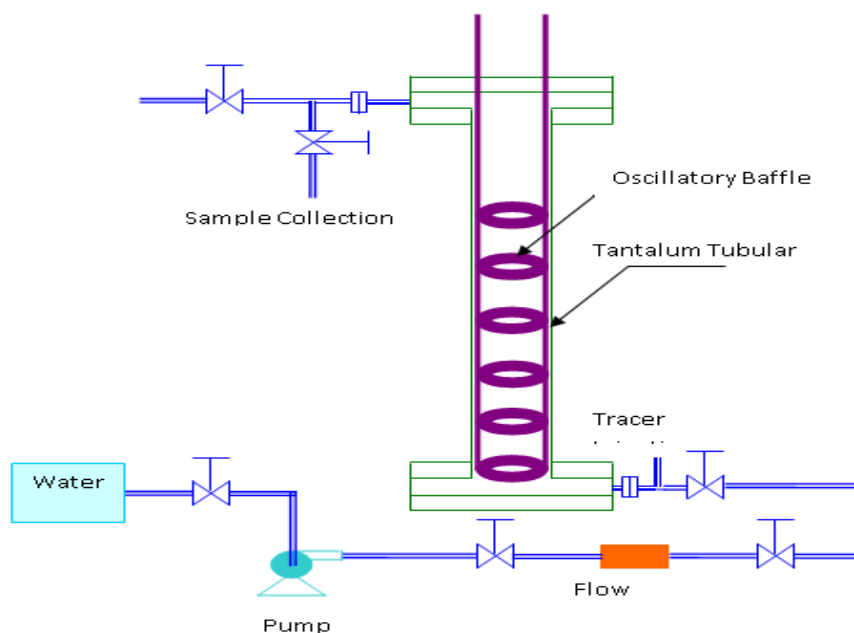 Oscillatory Baffle
Sample Collection
Tantalum Tubular
Tracer
Water
Flow
Pump